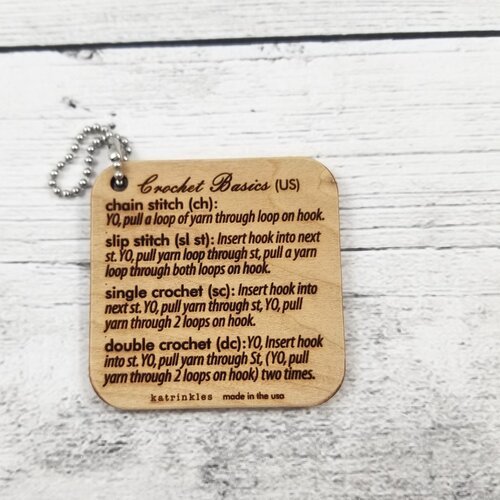 Crochet Basics (US)
chain stitch (ch):
YO, pull a loop of yarn through loop on hook.
slip stitch (sl st): Insert hook into next
st. YO, pull yarn loop through st, pull a yarn
loop through both loops on hook.
single crochet (sc): Insert hook into
next st. YO, pull yarn through st, YO, pull
yarn through 2 loops on hook.
double crochet (dc): YO, Insert hook
into st. YO, pull yarn through St, (YO, pull
yarn through 2 loops on hook) two times.
katrinkles made in the usa